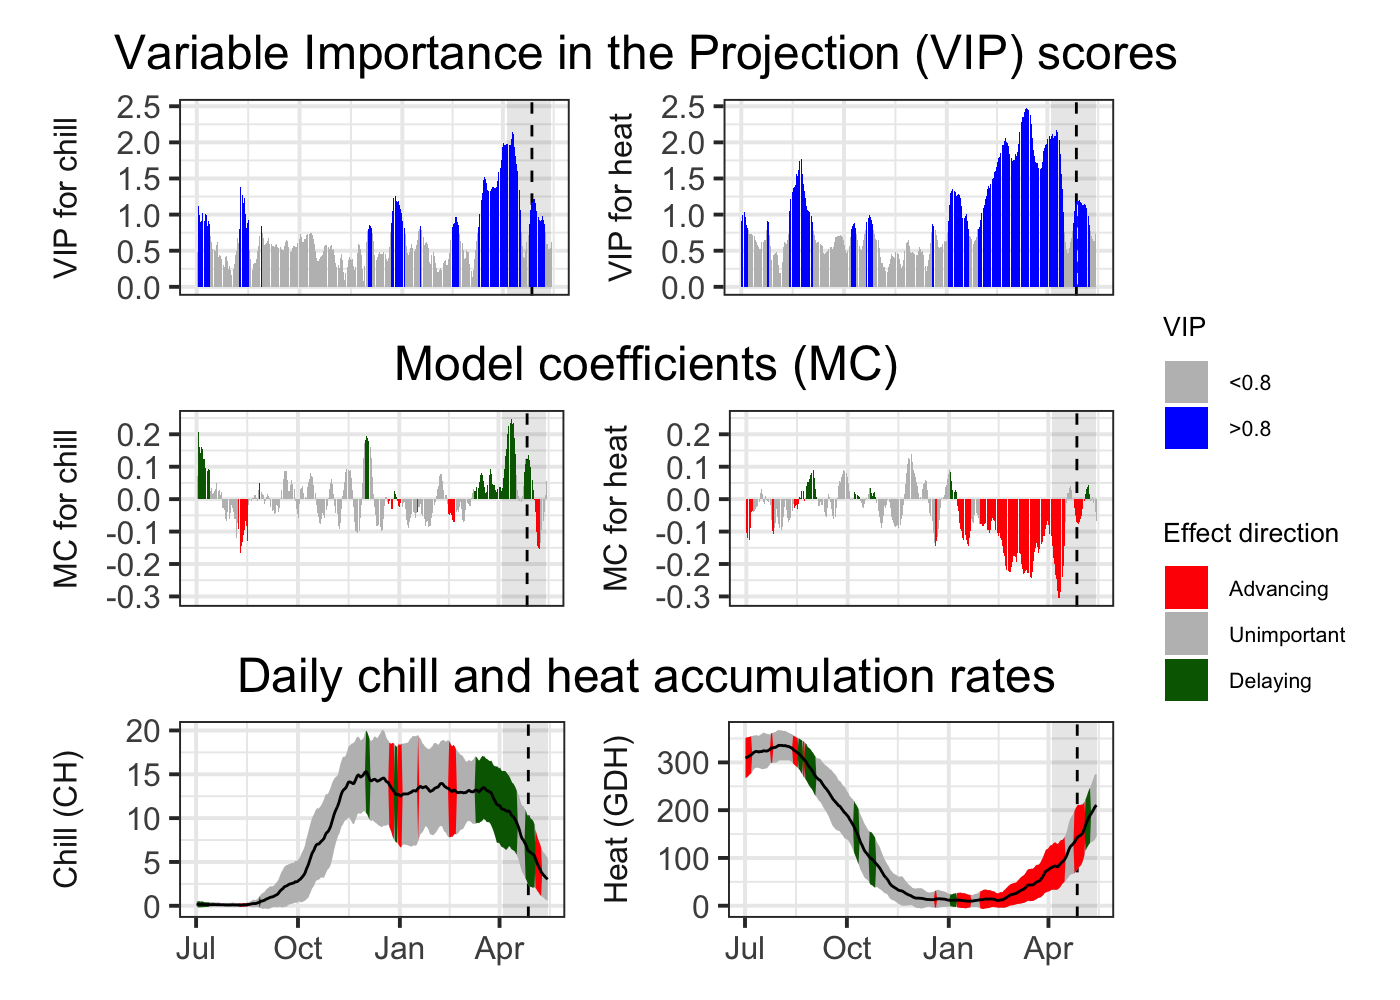 Variable Importance in the Projection (VIP) scores
VIP for chill
2.5
2.0
1.5
1.0
0.5
0.0
VIP for heat
2.5
2.0
1.5
1.0
0.5
0.0
Model coefficients (MC)
MC for chill
0.2
0.1
0.0
-0.1
-0.2
-0.3
MC for heat
0.2
0.1
0.0
-0.1
-0.2
-0.3
Daily chill and heat accumulation rates
Chill (CH)
20
15
10
5
0
Jul Oct Jan Apr
Heat (GDH)
300
200
100
0
Jul Oct Jan Apr
VIP
<0.8
>0.8
Effect direction
Advancing
Unimportant
Delaying